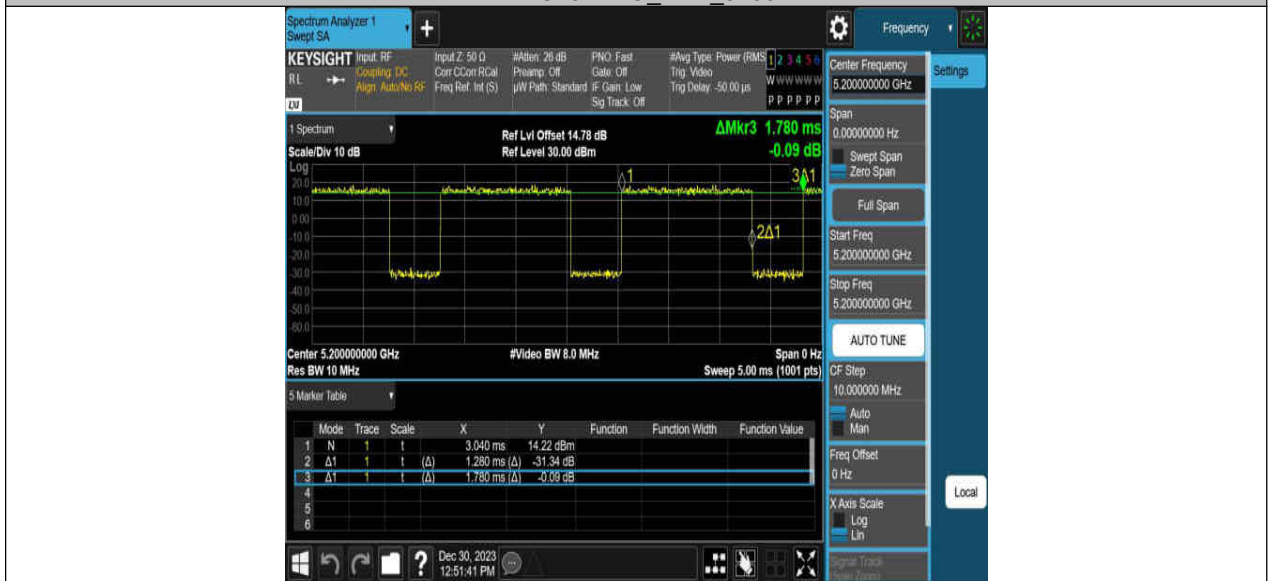 Spectrum Analyzer 1
Swept SA
+
Frequency
KEYSIGHT
RL
LXI
Input: RF
Coupling: DC
Align: Auto/No RF
Input Z: 50 Ω
Corr CCorr RCal
Freq Ref: Int (S)
#Atten: 26 dB
Preamp: Off
µW Path: Standard
PNO: Fast
Gate: Off
IF Gain: Low
Sig Track: Off
#Avg Type: Power (RMS
Trig: Video
Trig Delay: -50.00 µs
1 2 3 4 5 6
W W W W W W
P P P P P P
Center Frequency
5.200000000 GHz
Settings
1 Spectrum
Ref Lvl Offset 14.78 dB
ΔMkr3 1.780 ms
Scale/Div 10 dB
Ref Level 30.00 dBm
-0.09 dB
Log
20.0
10.0
0.00
-10.0
-20.0
-30.0
-40.0
-50.0
-60.0
1
3Δ1
2Δ1
Center 5.200000000 GHz
#Video BW 8.0 MHz
Span 0 Hz
Res BW 10 MHz
Sweep 5.00 ms (1001 pts)
Span
0.00000000 Hz
Swept Span
Zero Span
Full Span
Start Freq
5.200000000 GHz
Stop Freq
5.200000000 GHz
AUTO TUNE
CF Step
10.000000 MHz
Auto
Man
Freq Offset
0 Hz
X Axis Scale
Log
Lin
Signal Track
(Span Zoom)
Local
5 Marker Table
Mode Trace Scale X Y Function Function Width Function Value
1 N 1 t 3.040 ms 14.22 dBm
2 Δ1 1 t (Δ) 1.280 ms (Δ) -31.34 dB
3 Δ1 1 t (Δ) 1.780 ms (Δ) -0.09 dB
4
5
6
?
Dec 30, 2023
12:51:41 PM